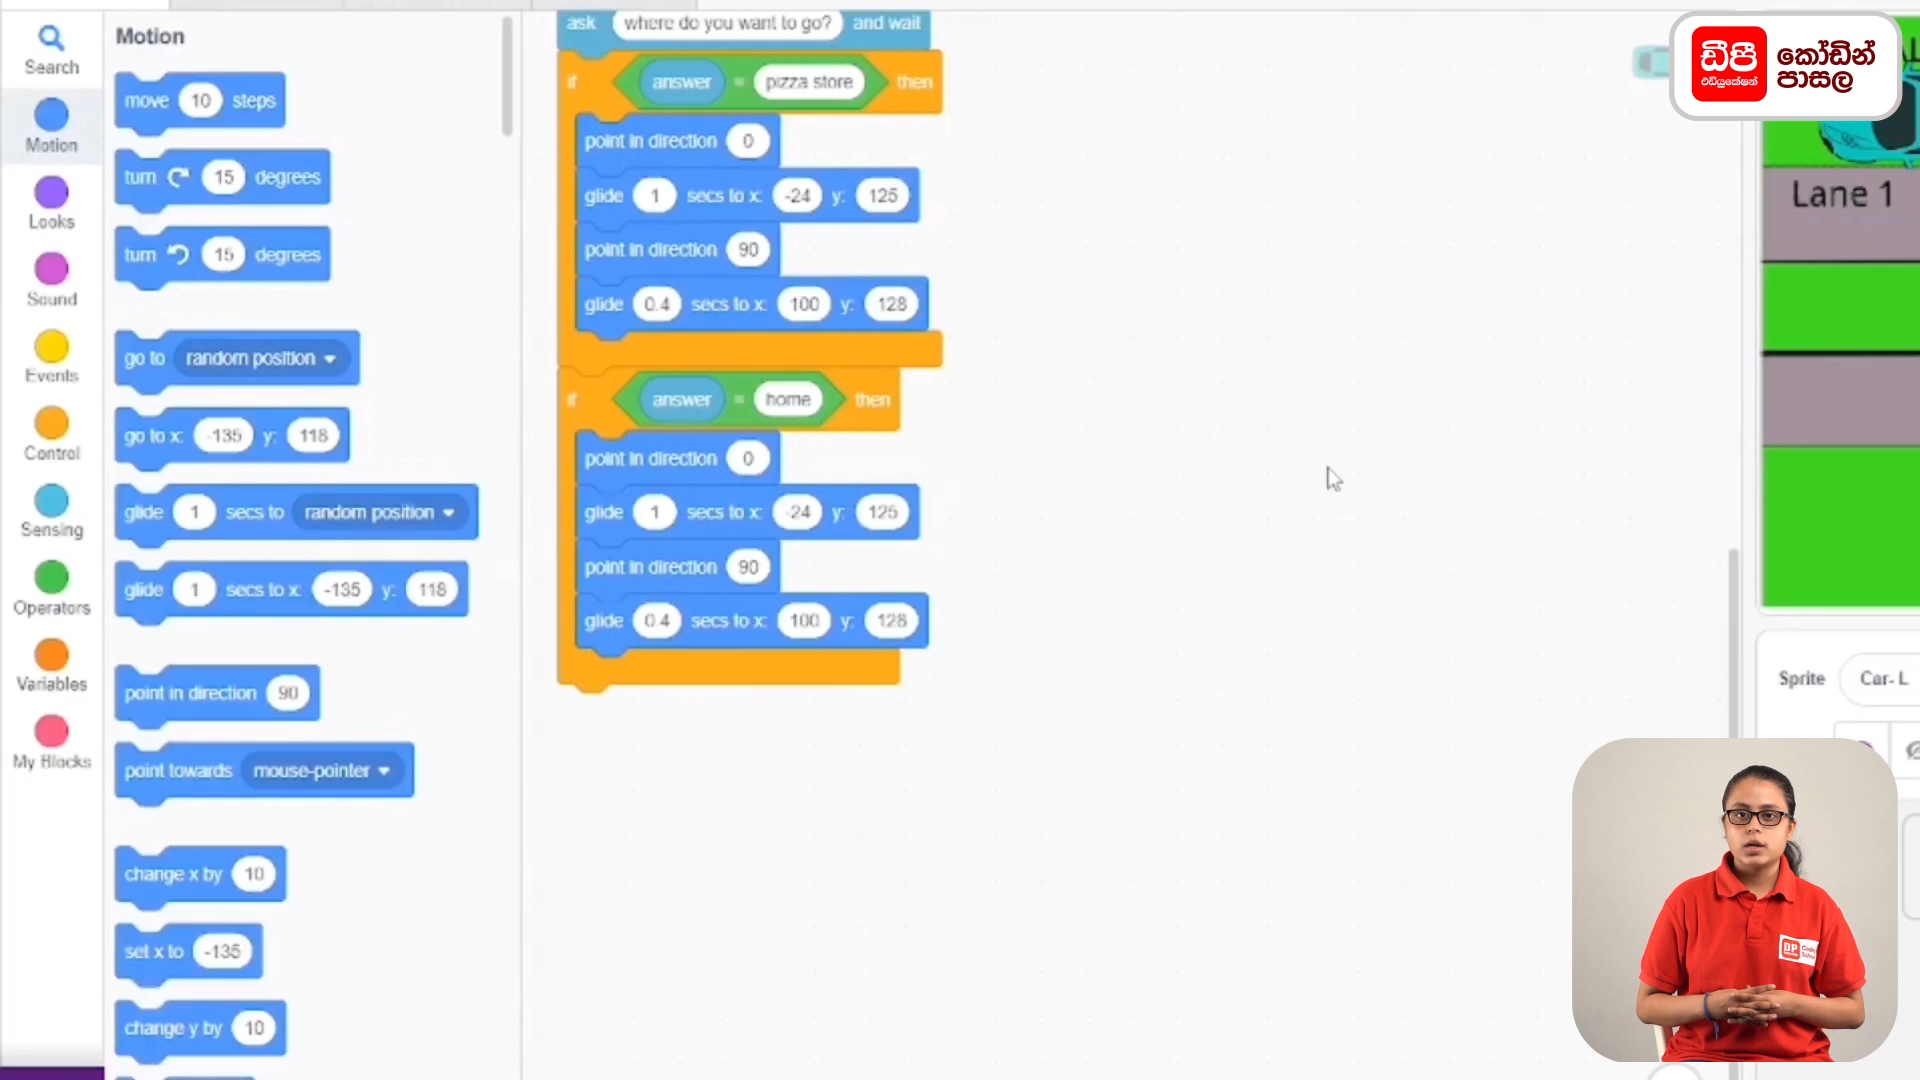 Search
Motion
Looks
Sound
Events
Control
Sensing
Operators
Variables
My Blocks
Motion
move 10 steps
turn 15 degrees
turn 15 degrees
go to random position
go to x: -135 y: 118
glide 1 secs to random position
glide 1 secs to x: -135 y: 118
point in direction 90
point towards mouse-pointer
change x by 10
set x to -135
change y by 10
ask where do you want to go? and wait
if answer = pizza store then
point in direction 0
glide 1 secs to x: -24 y: 125
point in direction 90
glide 0.4 secs to x: 100 y: 128
if answer = home then
point in direction 0
glide 1 secs to x: -24 y: 125
point in direction 90
glide 0.4 secs to x: 100 y: 128
ඩීපී
එඩියුකේෂන්
කෝඩින්
පාසල
Lane 1
Sprite Car- L
DP